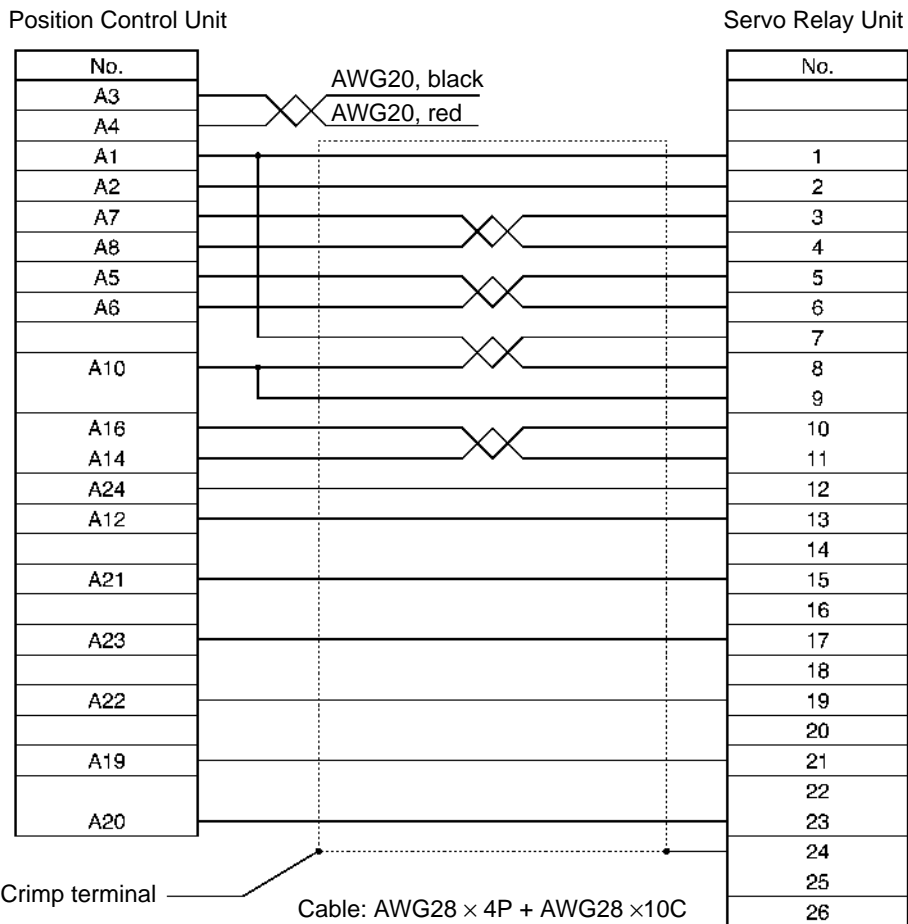 Position Control Unit
Servo Relay Unit
No.
No.
A3
AWG20, black
A4
AWG20, red
A1
1
A2
2
A7
3
A8
4
A5
5
A6
6
7
A10
8
9
A16
10
A14
11
A24
12
A12
13
14
A21
15
16
A23
17
18
A22
19
20
A19
21
22
A20
23
24
25
Crimp terminal
Cable: AWG28 × 4P + AWG28 ×10C
26